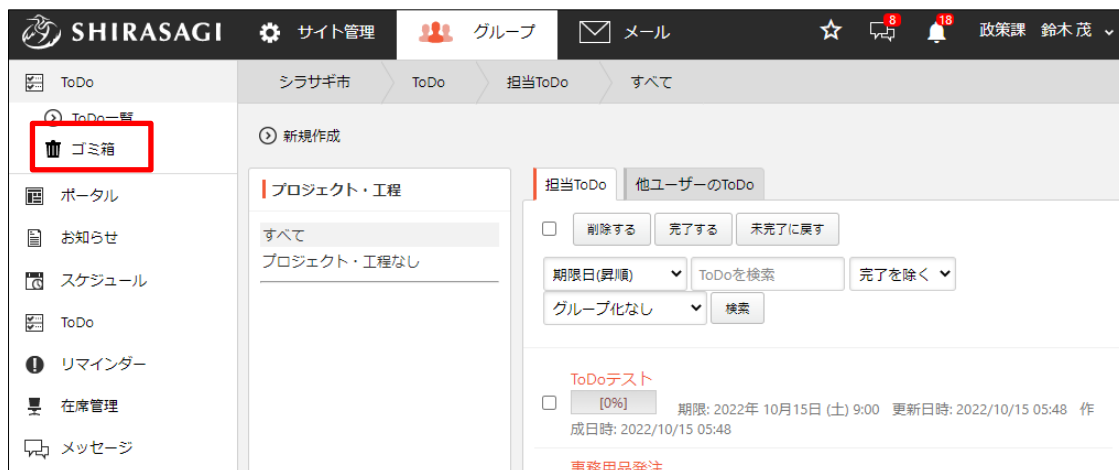 SHIRASAGI サイト管理 グループ メール 8 18 政策課 鈴木 茂
ToDo
ToDo一覧
ゴミ箱
ポータル
お知らせ
スケジュール
ToDo
リマインダー
在席管理
メッセージ
シラサギ市 ToDo 担当ToDo すべて
新規作成
プロジェクト・工程
すべて
プロジェクト・工程なし
担当ToDo 他ユーザーのToDo
削除する 完了する 未完了に戻す
期限日(昇順) ToDoを検索 完了を除く
グループ化なし 検索
ToDoテスト
[0%] 期限: 2022年 10月15日 (土) 9:00 更新日時: 2022/10/15 05:48 作
成日時: 2022/10/15 05:48
事務用品発注